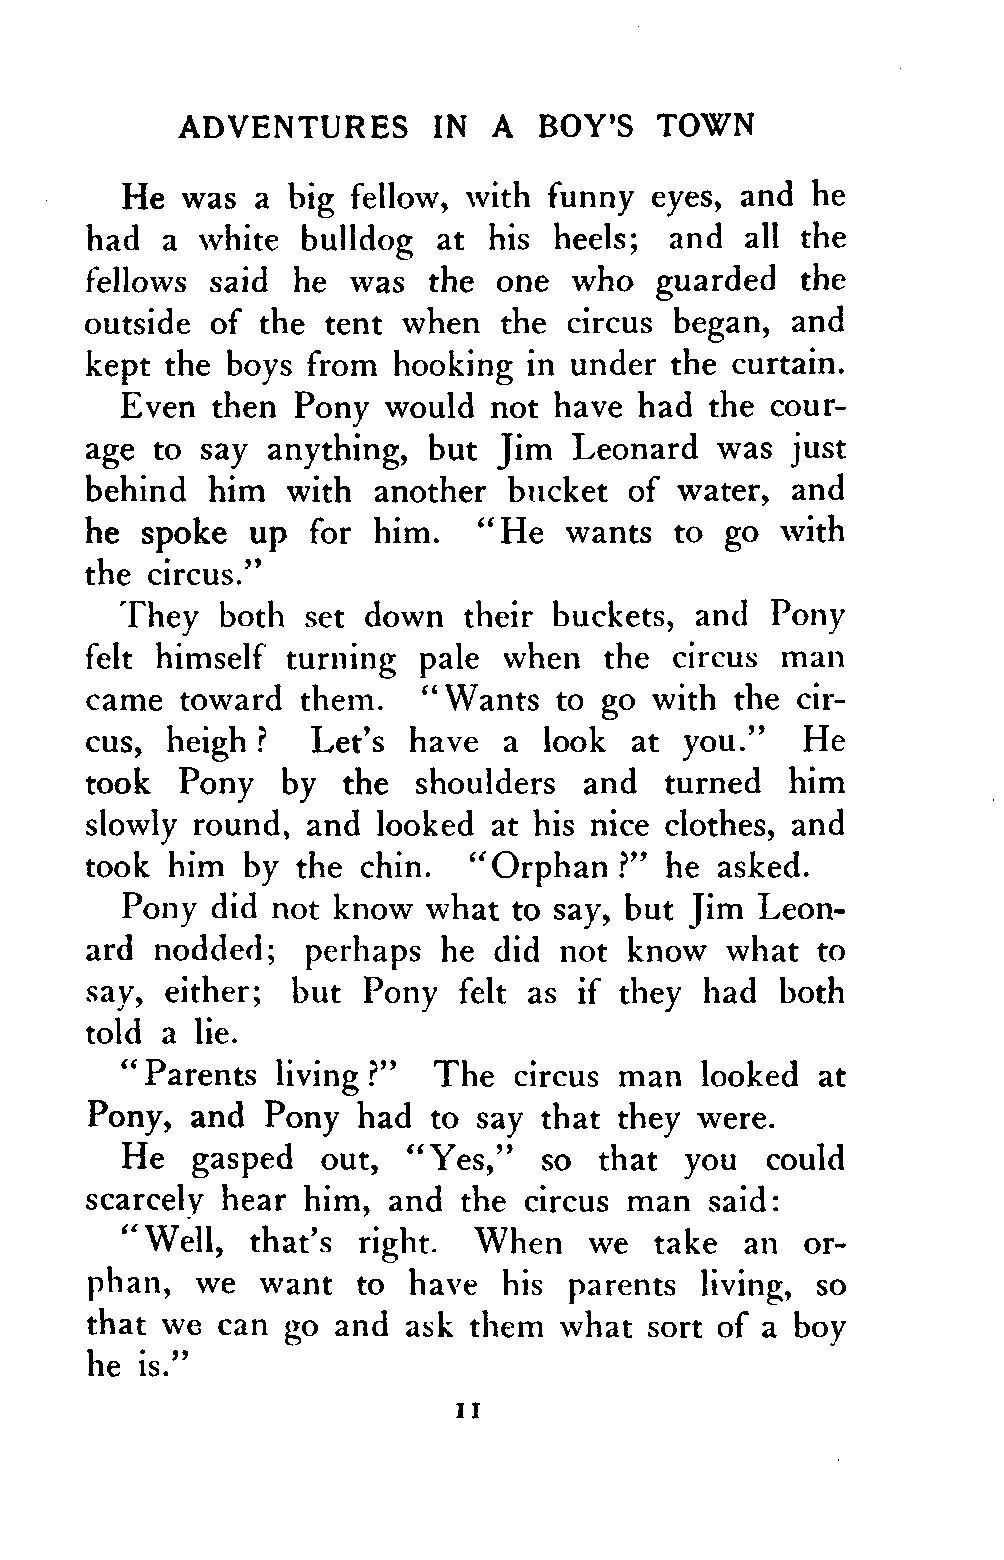 ADVENTURES IN A BOY'S TOWN
He was a big fellow, with funny eyes, and he
had a white bulldog at his heels; and all the
fellows said he was the one who guarded the
outside of the tent when the circus began, and
kept the boys from hooking in under the curtain.
Even then Pony would not have had the cour-
age to say anything, but Jim Leonard was just
behind him with another bucket of water, and
he spoke up for him. "He wants to go with
the circus."
They both set down their buckets, and Pony
felt himself turning pale when the circus man
came toward them. "Wants to go with the cir-
cus, heigh? Let's have a look at you." He
took Pony by the shoulders and turned him
slowly round, and looked at his nice clothes, and
took him by the chin. "Orphan?" he asked.
Pony did not know what to say, but Jim Leon-
ard nodded; perhaps he did not know what to
say, either; but Pony felt as if they had both
told a lie.
"Parents living?" The circus man looked at
Pony, and Pony had to say that they were.
He gasped out, "Yes," so that you could
scarcely hear him, and the circus man said:
"Well, that's right. When we take an or-
phan, we want to have his parents living, so
that we can go and ask them what sort of a boy
he is."
11